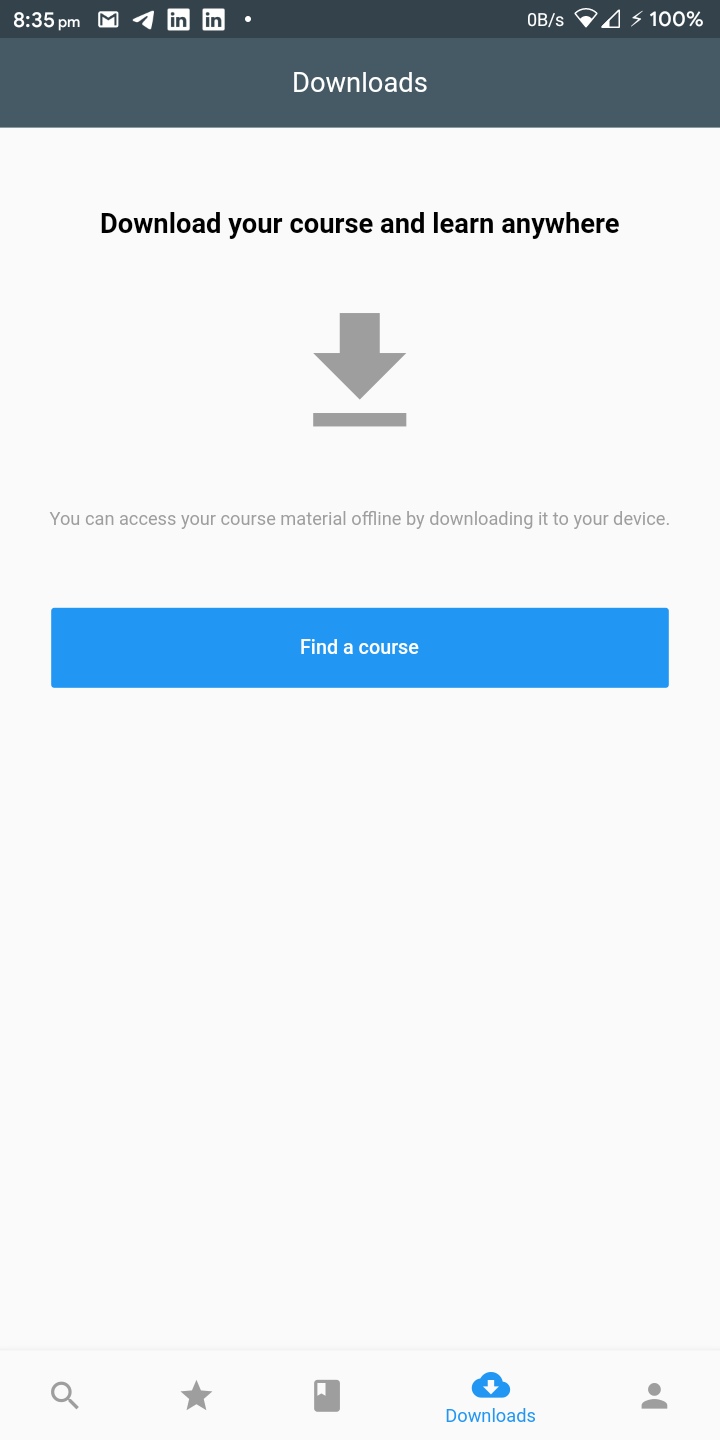 8:35 pm
0B/s
100%
Downloads
Download your course and learn anywhere
You can access your course material offline by downloading it to your device.
Find a course
Downloads